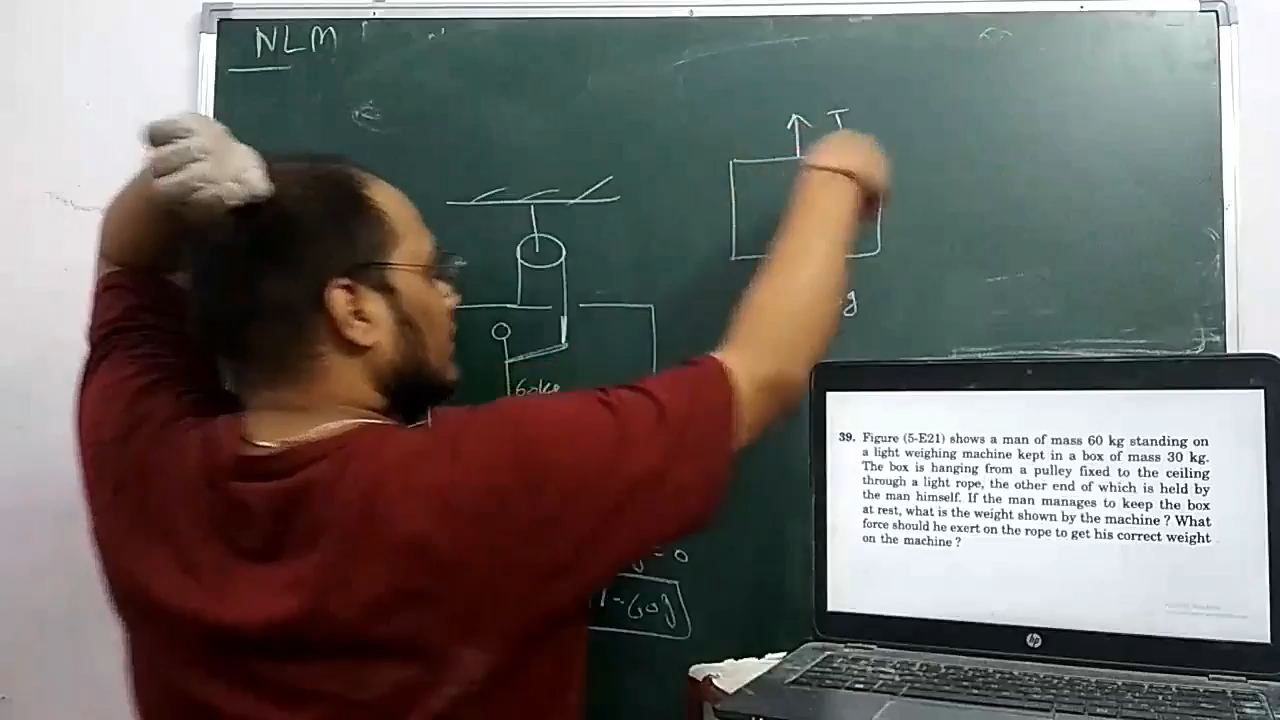 NLM
T
g
60kg
= 0
-60g
39. Figure (5-E21) shows a man of mass 60 kg standing on
a light weighing machine kept in a box of mass 30 kg.
The box is hanging from a pulley fixed to the ceiling
through a light rope, the other end of which is held by
the man himself. If the man manages to keep the box
at rest, what is the weight shown by the machine ? What
force should he exert on the rope to get his correct weight
on the machine ?
hp